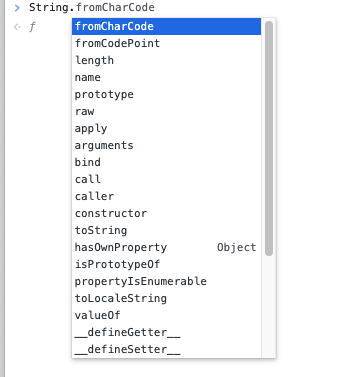 > String.fromCharCode
<· ƒ
fromCharCode
fromCodePoint
length
name
prototype
raw
apply
arguments
bind
call
caller
constructor
toString
hasOwnProperty Object
isPrototypeOf
propertyIsEnumerable
toLocaleString
valueOf
__defineGetter__
__defineSetter__